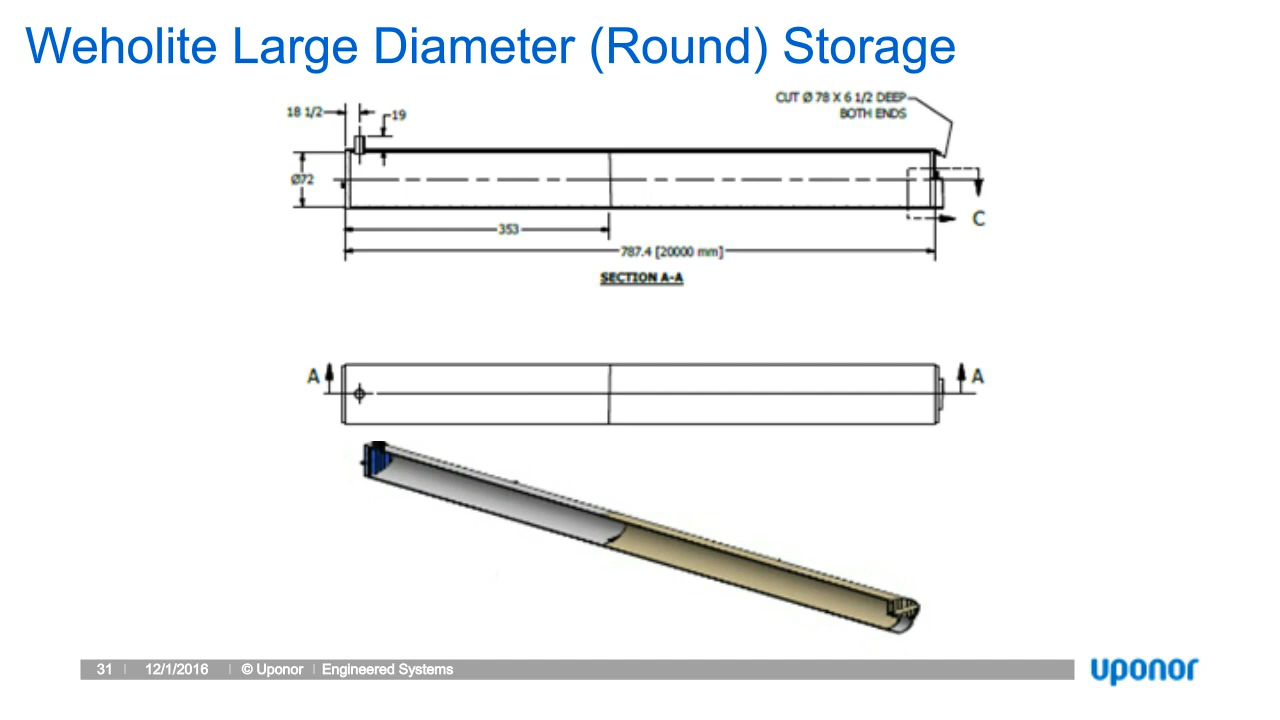 Weholite Large Diameter (Round) Storage
CUT Ø 78 X 6 1/2 DEEP
BOTH ENDS
18 1/2
19
Ø72
C
353
787.4 [20000 mm]
SECTION A-A
A
A
31 | 12/1/2016 | © Uponor | Engineered Systems
uponor